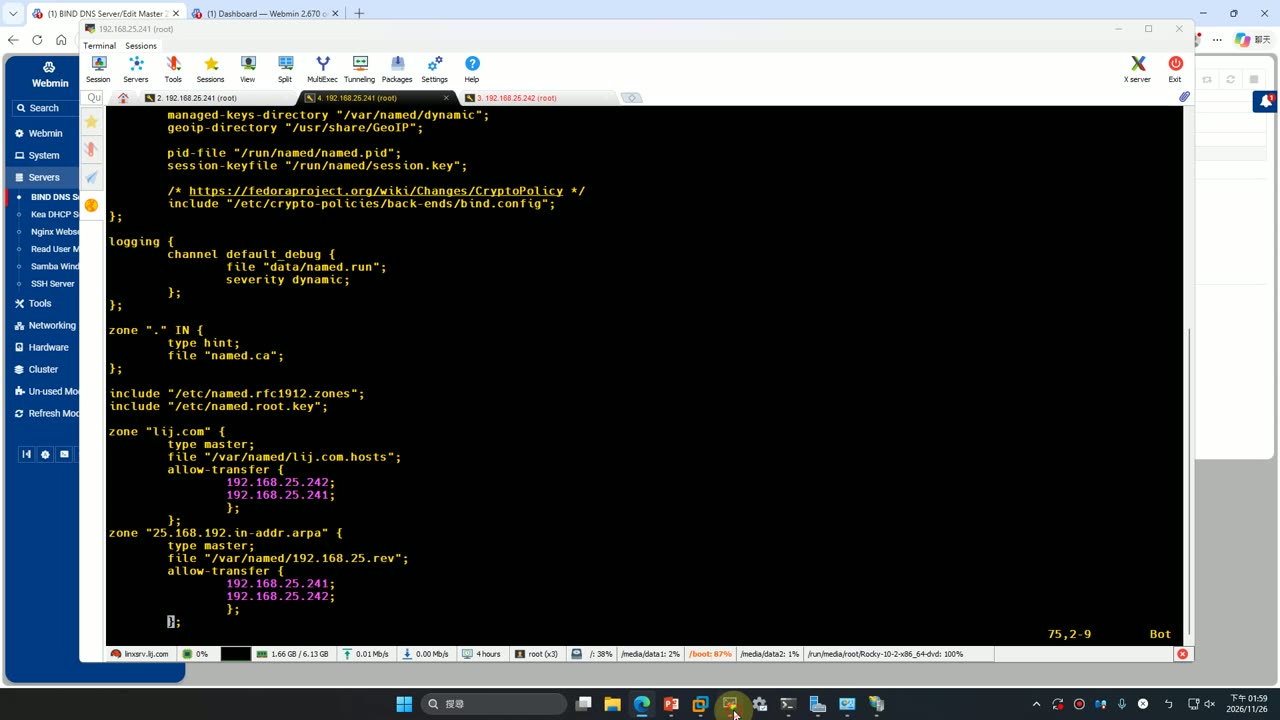 (1) BIND DNS Server/Edit Master
(1) Dashboard — Webmin 2.670 o
聊天
192.168.25.241 (root)
Terminal Sessions
Session Servers Tools Sessions View Split MultiExec Tunneling Packages Settings Help
X server Exit
Qu
2. 192.168.25.241 (root)
4. 192.168.25.241 (root)
3. 192.168.25.242 (root)
Webmin
Search
Webmin
System
Servers
BIND DNS S
Kea DHCP S
Nginx Webse
Read User M
Samba Wind
SSH Server
Tools
Networking
Hardware
Cluster
Un-used Mo
Refresh Mod
managed-keys-directory "/var/named/dynamic";
geoip-directory "/usr/share/GeoIP";
pid-file "/run/named/named.pid";
session-keyfile "/run/named/session.key";
/* https://fedoraproject.org/wiki/Changes/CryptoPolicy */
include "/etc/crypto-policies/back-ends/bind.config";
};
logging {
channel default_debug {
file "data/named.run";
severity dynamic;
};
};
zone "." IN {
type hint;
file "named.ca";
};
include "/etc/named.rfc1912.zones";
include "/etc/named.root.key";
zone "lij.com" {
type master;
file "/var/named/lij.com.hosts";
allow-transfer {
192.168.25.242;
192.168.25.241;
};
};
zone "25.168.192.in-addr.arpa" {
type master;
file "/var/named/192.168.25.rev";
allow-transfer {
192.168.25.241;
192.168.25.242;
};
};
75,2-9 Bot
linxsrv.lij.com 0% 1.66 GB / 6.13 GB 0.01 Mb/s 0.00 Mb/s 4 hours root (x3) /: 38% /media/data1: 2% /boot: 87% /media/data2: 1% /run/media/root/Rocky-10-2-x86_64-dvd: 100%
搜尋
下午 01:59
2026/11/26